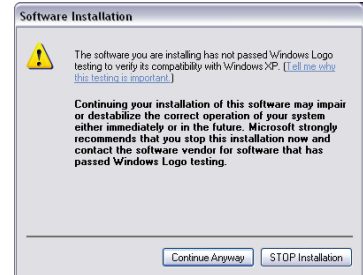 Software Installation
The software you are installing has not passed Windows Logo
testing to verify its compatibility with Windows XP. (Tell me why
this testing is important.)
Continuing your installation of this software may impair
or destabilize the correct operation of your system
either immediately or in the future. Microsoft strongly
recommends that you stop this installation now and
contact the software vendor for software that has
passed Windows Logo testing.
Continue Anyway STOP Installation